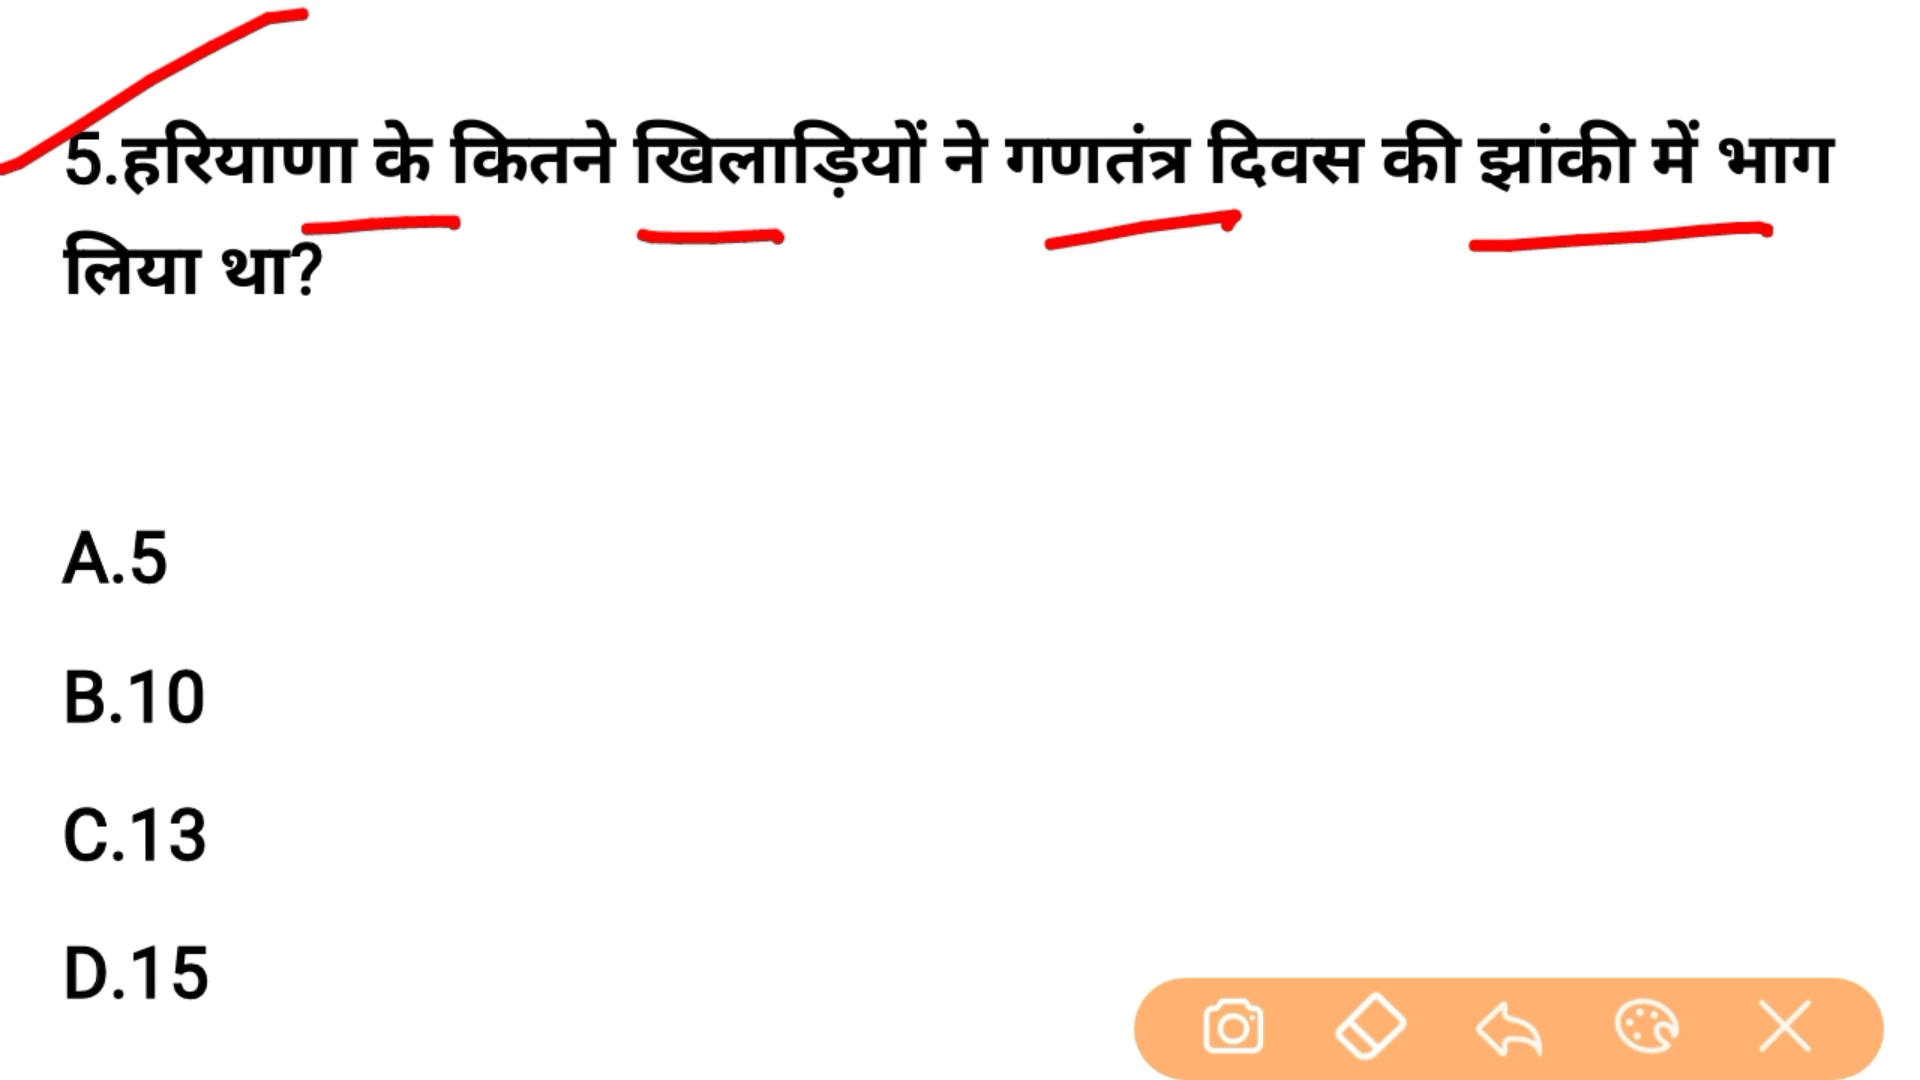 5.हरियाणा के कितने खिलाड़ियों ने गणतंत्र दिवस की झांकी में भाग
लिया था?
A.5
B.10
C.13
D.15